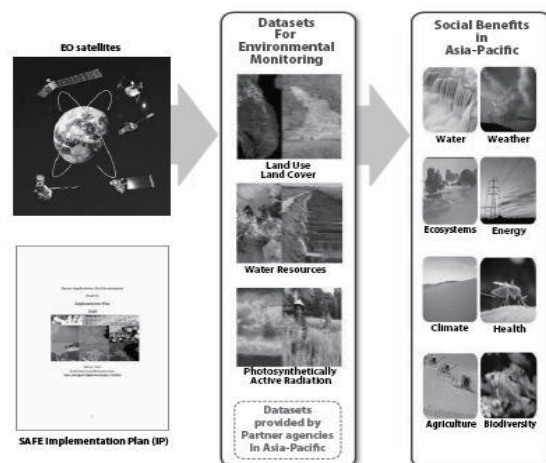 EO satellites
SAFE Implementation Plan (IP)
Datasets
For
Environmental
Monitoring
Land Use
Land Cover
Water Resources
Photosynthetically
Active Radiation
Datasets
provided by
Partner agencies
in Asia-Pacific
Social Benefits
in
Asia-Pacific
Water
Weather
Ecosystems
Energy
Climate
Health
Agriculture
Biodiversity